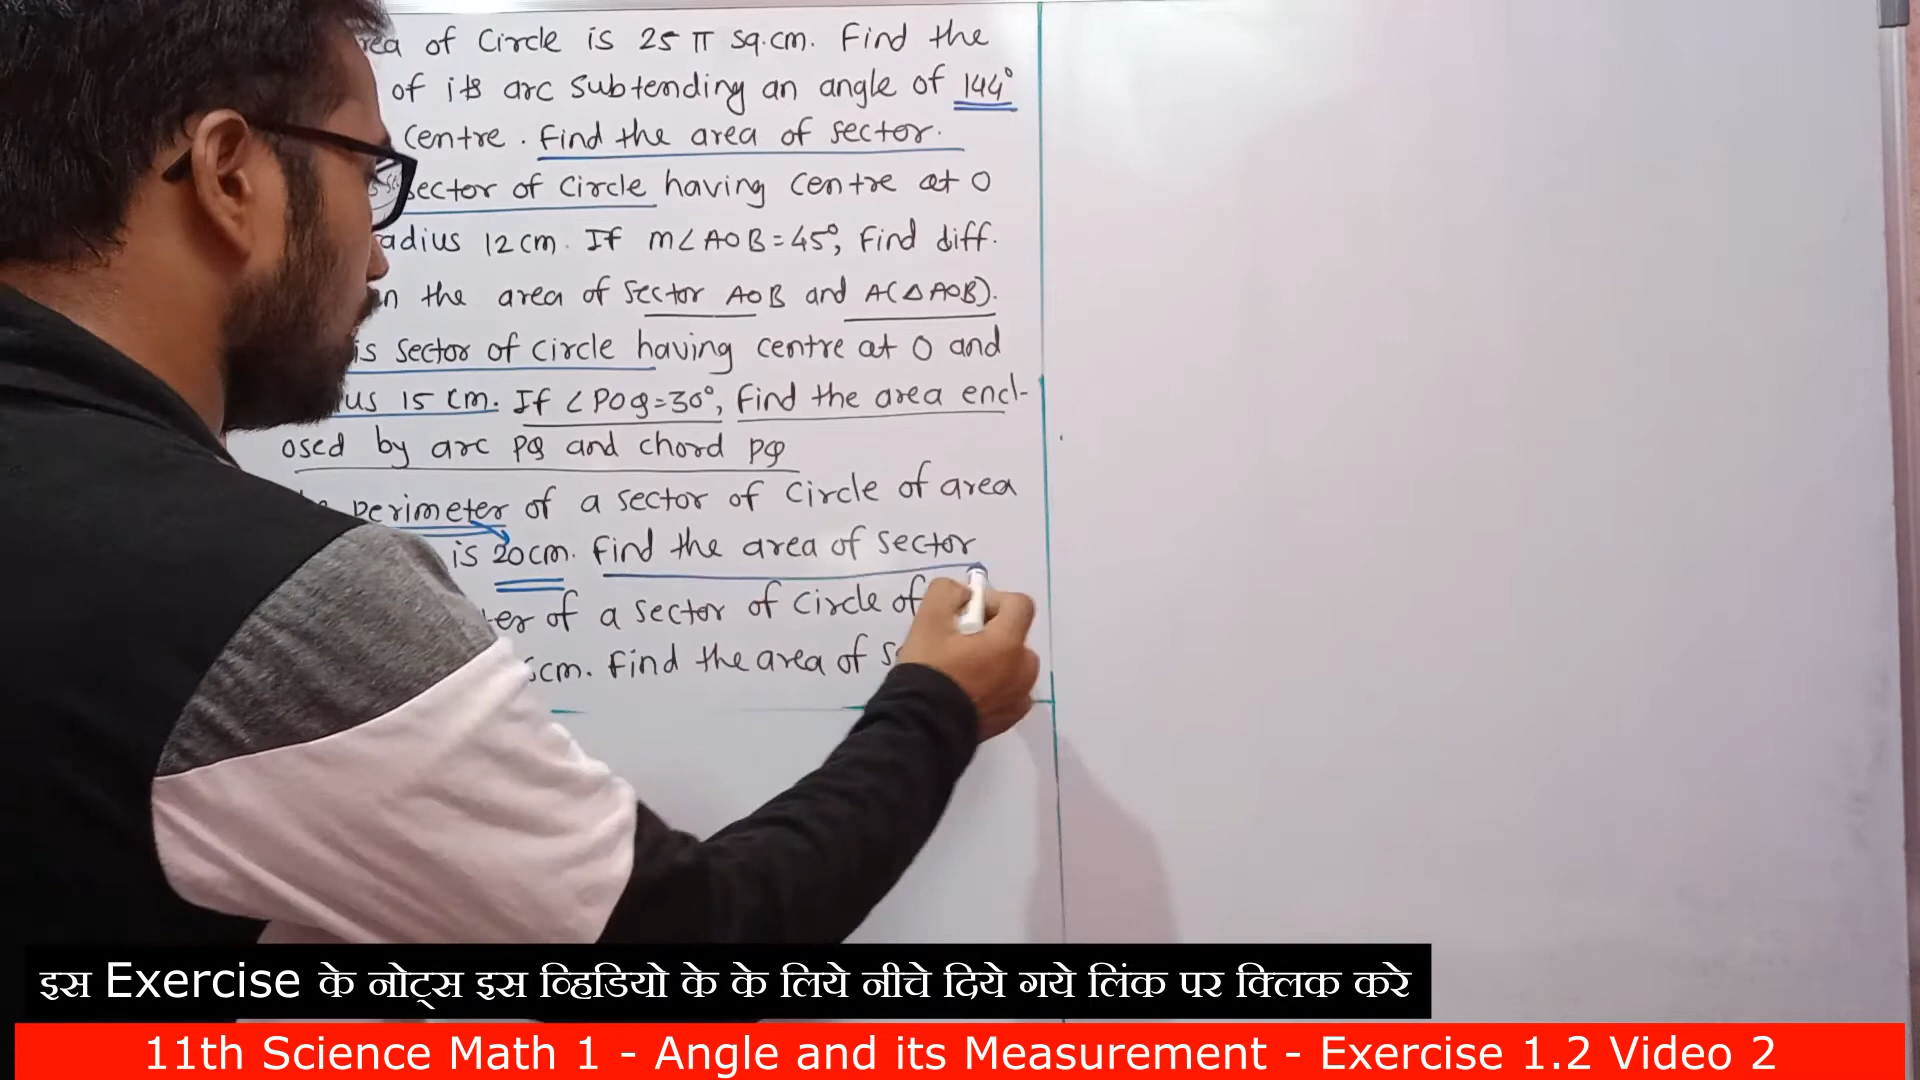 area of Circle is 25 π sq.cm. Find the
of its arc subtending an angle of 144°
centre. Find the area of sector.
sector of Circle having centre at O
radius 12cm. If m∠AOB=45°, find diff.
the area of sector AOB and A(△AOB).
is sector of circle having centre at O and
15 cm. If ∠POQ=30°, find the area encl-
osed by arc PQ and chord PQ
perimeter of a sector of Circle of area
is 20cm. Find the area of sector
of a sector of circle of
cm. Find the area of
इस Exercise के नोट्स इस व्हिडियो के के लिये नीचे दिये गये लिंक पर क्लिक करे
11th Science Math 1 - Angle and its Measurement - Exercise 1.2 Video 2